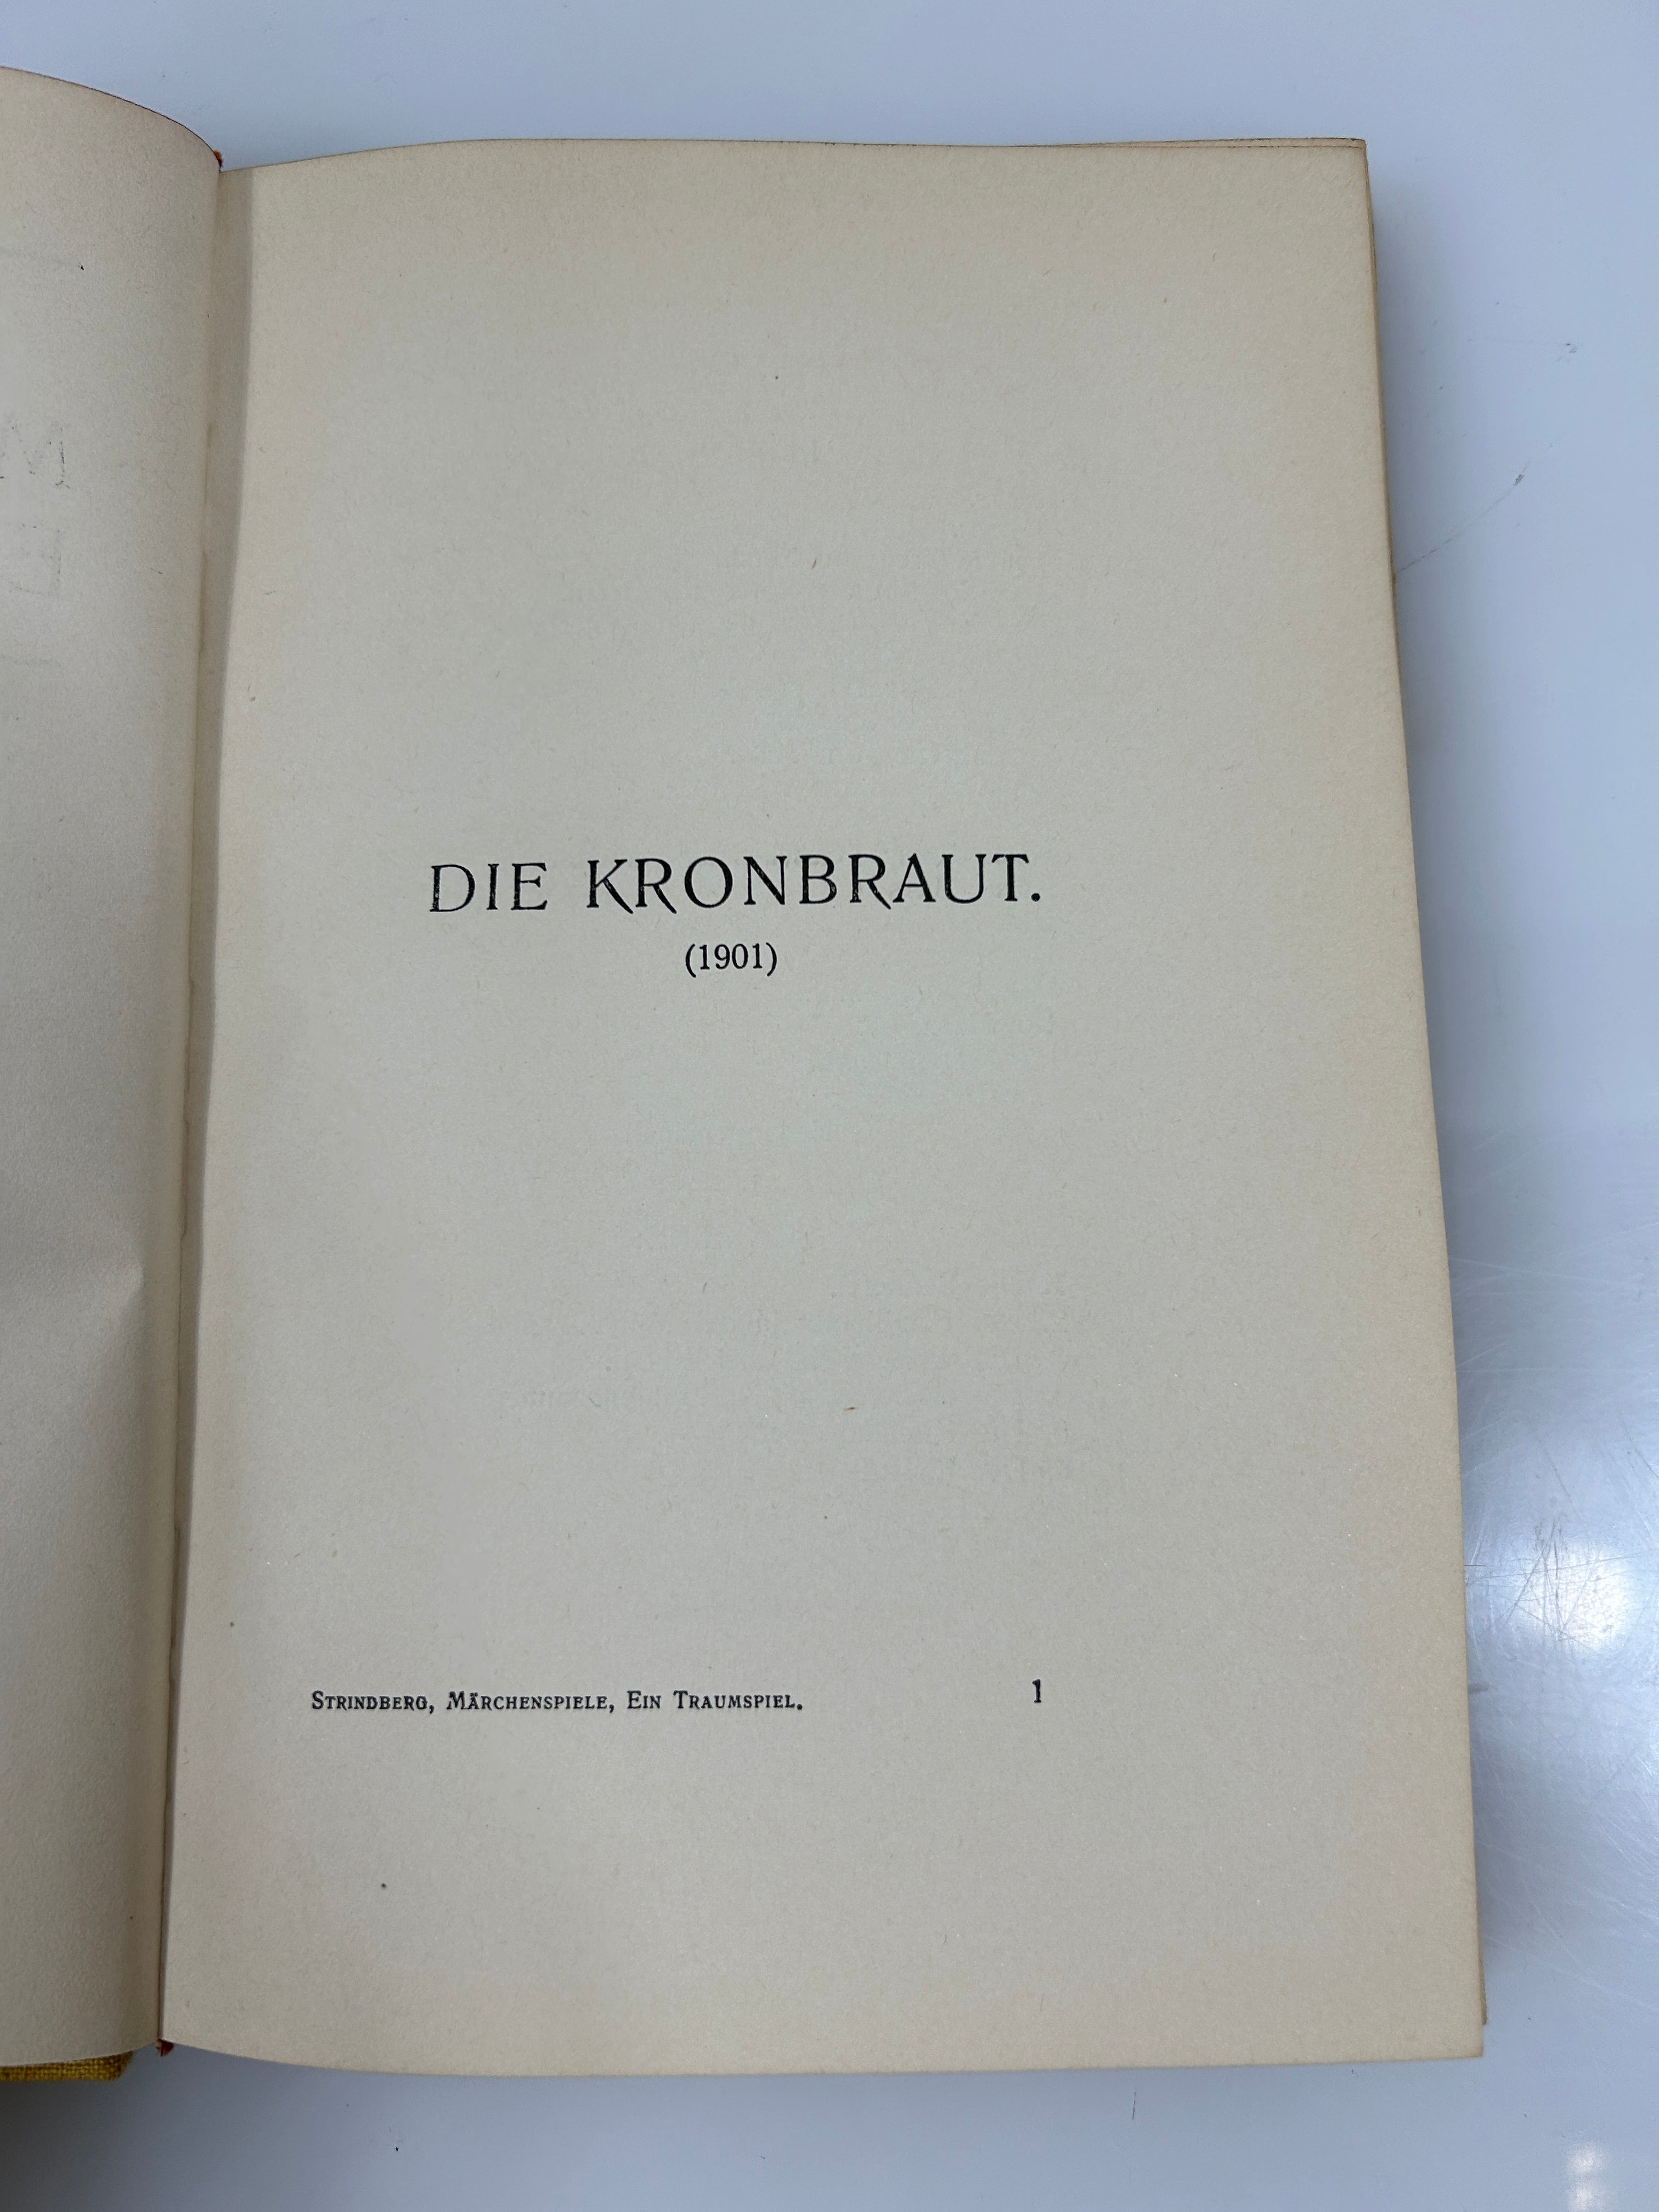 DIE KRONBRAUT.
(1901)
STRINDBERG, MÄRCHENSPIELE, EIN TRAUMSPIEL. 1